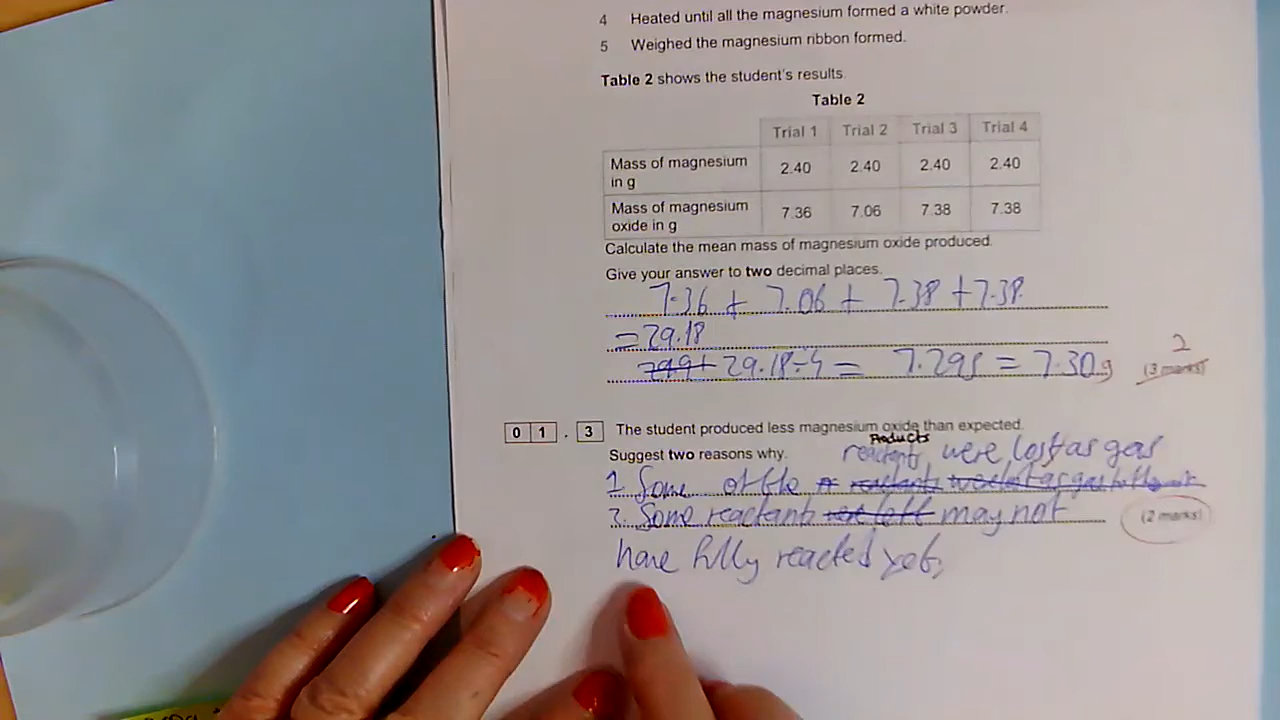 4 Heated until all the magnesium formed a white powder.
5 Weighed the magnesium ribbon formed.
Table 2 shows the student's results.
Table 2
Trial 1 Trial 2 Trial 3 Trial 4
Mass of magnesium in g 2.40 2.40 2.40 2.40
Mass of magnesium oxide in g 7.36 7.06 7.38 7.38
Calculate the mean mass of magnesium oxide produced.
Give your answer to two decimal places.
7.36 + 7.06 + 7.38 + 7.38
= 29.18
29.18 ÷ 4 = 7.295 = 7.30g
2
(3 marks)
01.3 The student produced less magnesium oxide than expected.
Products
Suggest two reasons why. reactants were lost as gas
1. Some of the
2. Some reactants left may not (2 marks)
have fully reacted yet,